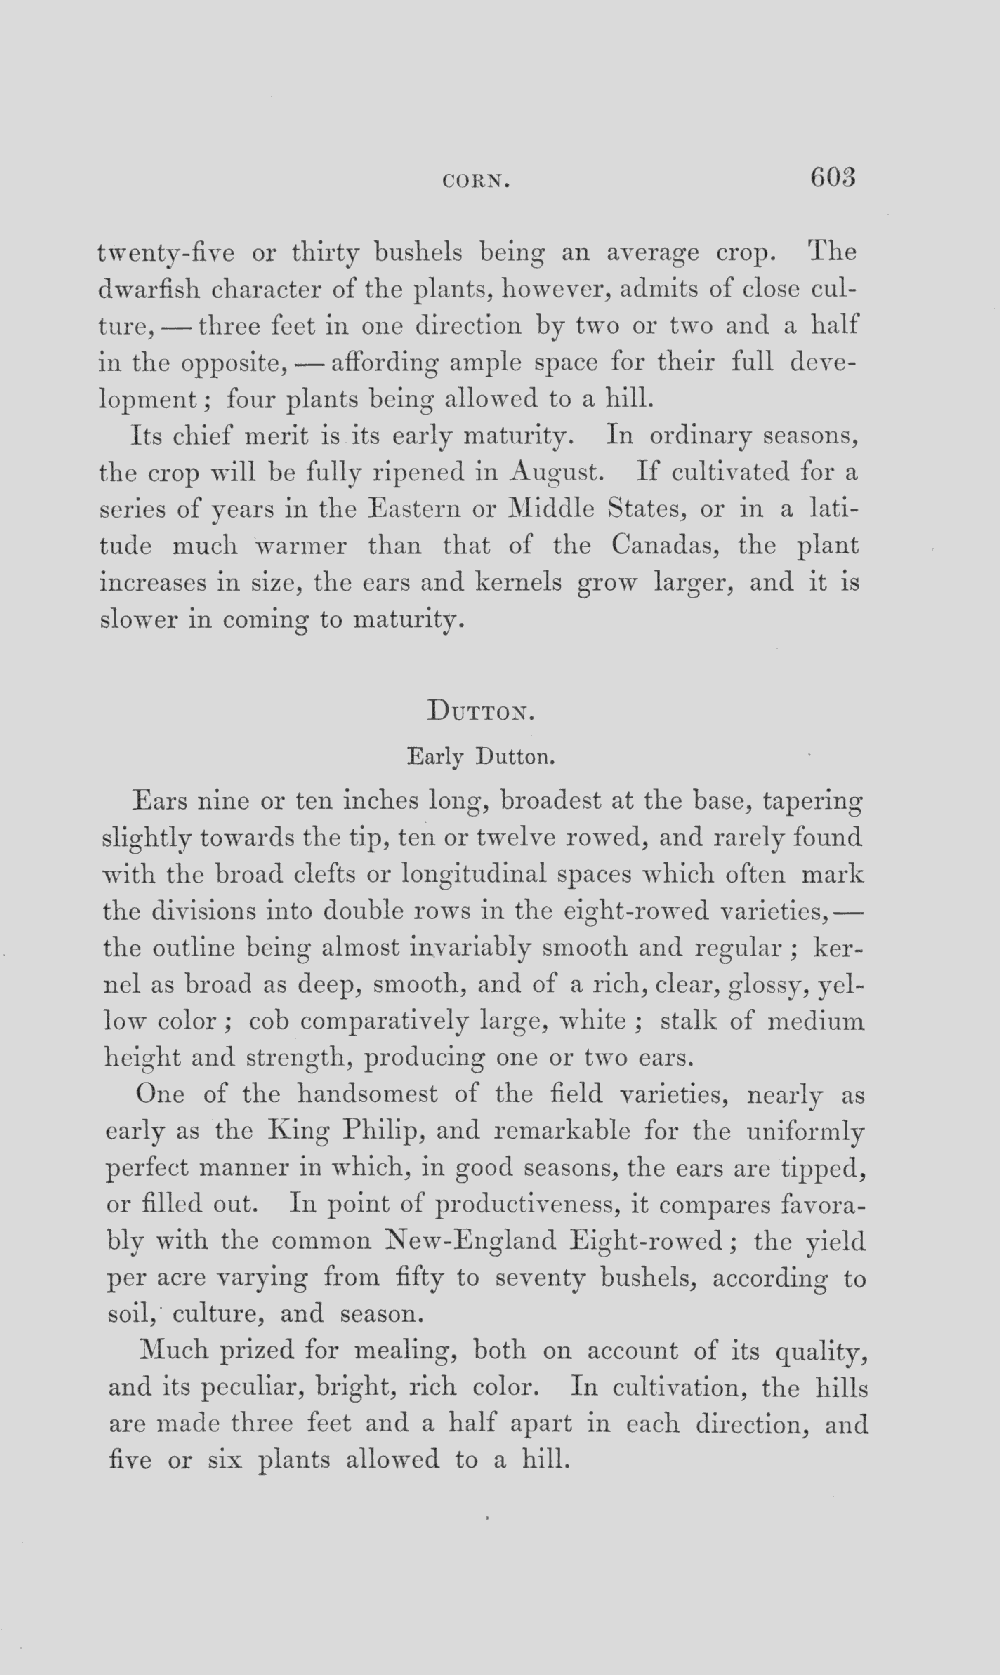 CORN. 603
twenty-five or thirty bushels being an average crop. The
dwarfish character of the plants, however, admits of close cul-
ture, — three feet in one direction by two or two and a half
in the opposite, — affording ample space for their full deve-
lopment; four plants being allowed to a hill.
Its chief merit is its early maturity. In ordinary seasons,
the crop will be fully ripened in August. If cultivated for a
series of years in the Eastern or Middle States, or in a lati-
tude much warmer than that of the Canadas, the plant
increases in size, the ears and kernels grow larger, and it is
slower in coming to maturity.
DUTTON.
Early Dutton.
Ears nine or ten inches long, broadest at the base, tapering
slightly towards the tip, ten or twelve rowed, and rarely found
with the broad clefts or longitudinal spaces which often mark
the divisions into double rows in the eight-rowed varieties, —
the outline being almost invariably smooth and regular; ker-
nel as broad as deep, smooth, and of a rich, clear, glossy, yel-
low color; cob comparatively large, white; stalk of medium
height and strength, producing one or two ears.
One of the handsomest of the field varieties, nearly as
early as the King Philip, and remarkable for the uniformly
perfect manner in which, in good seasons, the ears are tipped,
or filled out. In point of productiveness, it compares favora-
bly with the common New-England Eight-rowed; the yield
per acre varying from fifty to seventy bushels, according to
soil, culture, and season.
Much prized for mealing, both on account of its quality,
and its peculiar, bright, rich color. In cultivation, the hills
are made three feet and a half apart in each direction, and
five or six plants allowed to a hill.